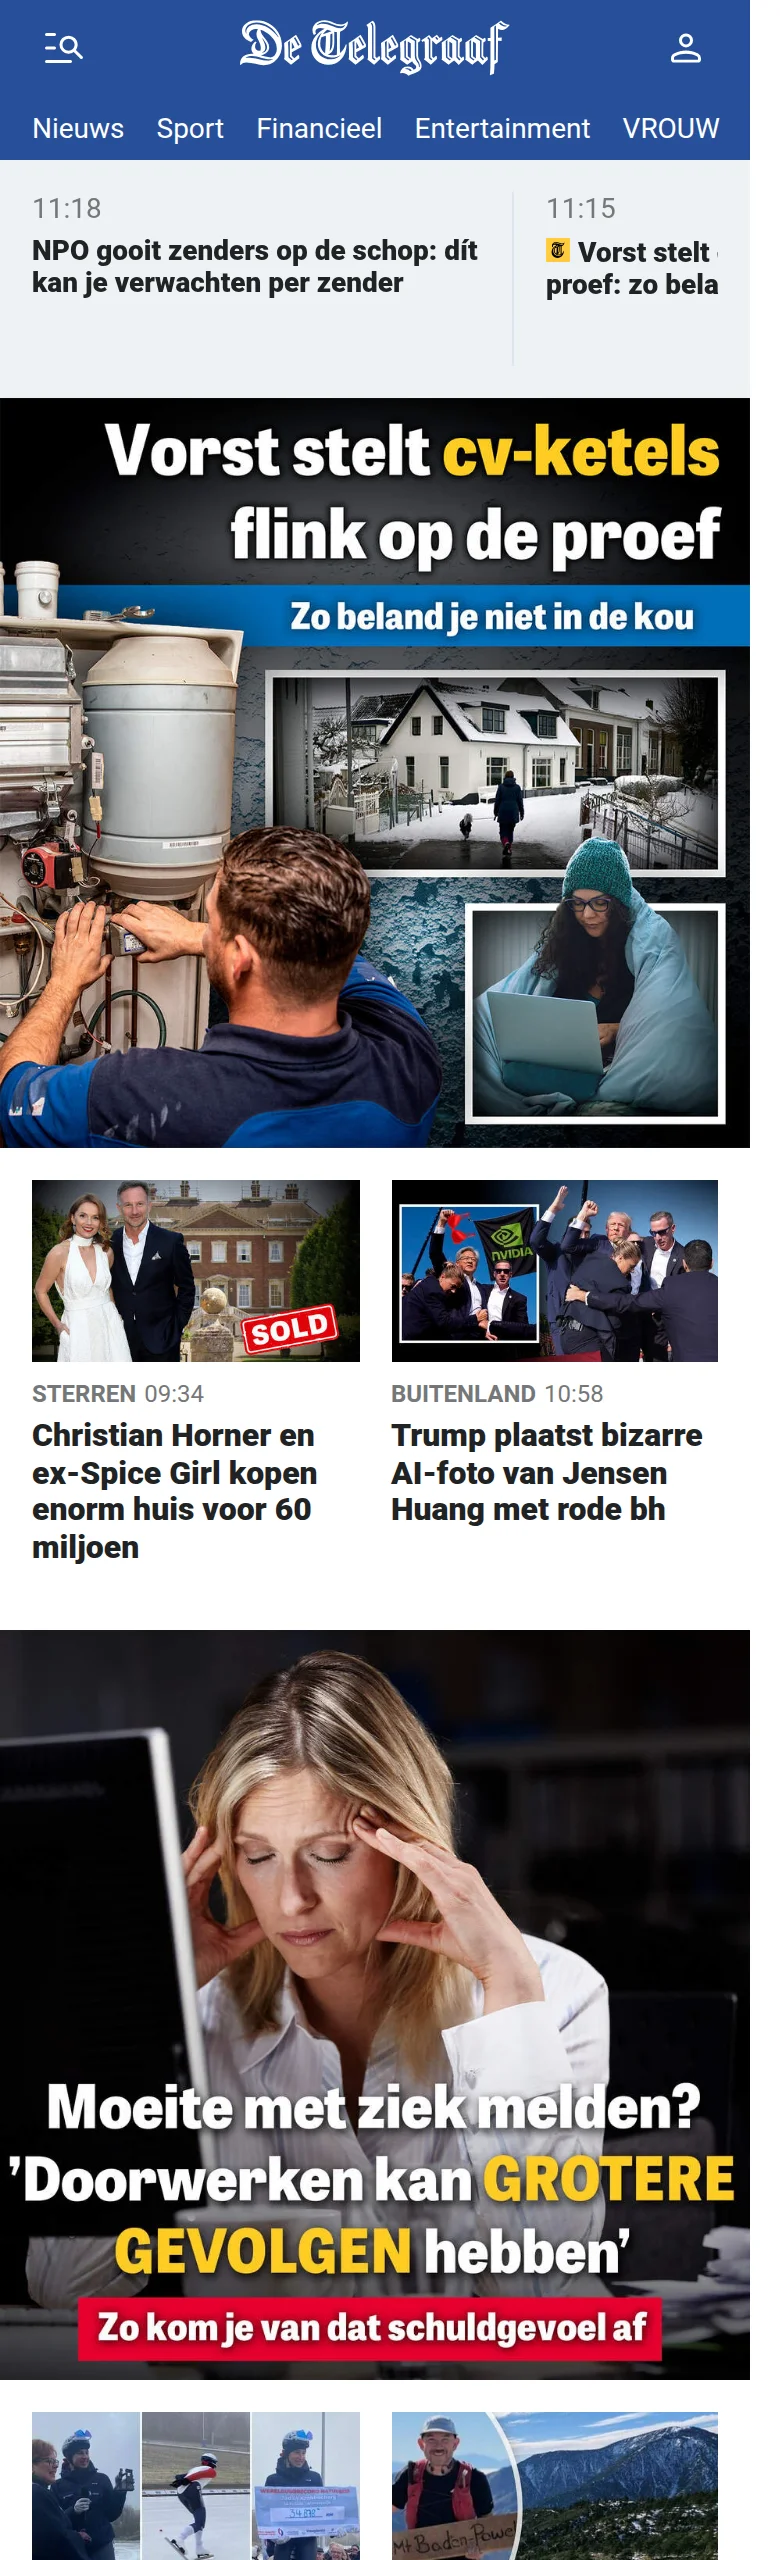 De Telegraaf
Nieuws Sport Financieel Entertainment VROUW
11:18
NPO gooit zenders op de schop: dít
kan je verwachten per zender
11:15
Vorst stelt
proef: zo bela
Vorst stelt cv-ketels
flink op de proef
Zo beland je niet in de kou
SOLD
STERREN 09:34
Christian Horner en
ex-Spice Girl kopen
enorm huis voor 60
miljoen
NVIDIA
BUITENLAND 10:58
Trump plaatst bizarre
AI-foto van Jensen
Huang met rode bh
Moeite met ziek melden?
'Doorwerken kan GROTERE
GEVOLGEN hebben'
Zo kom je van dat schuldgevoel af
Mt Baden-Powe